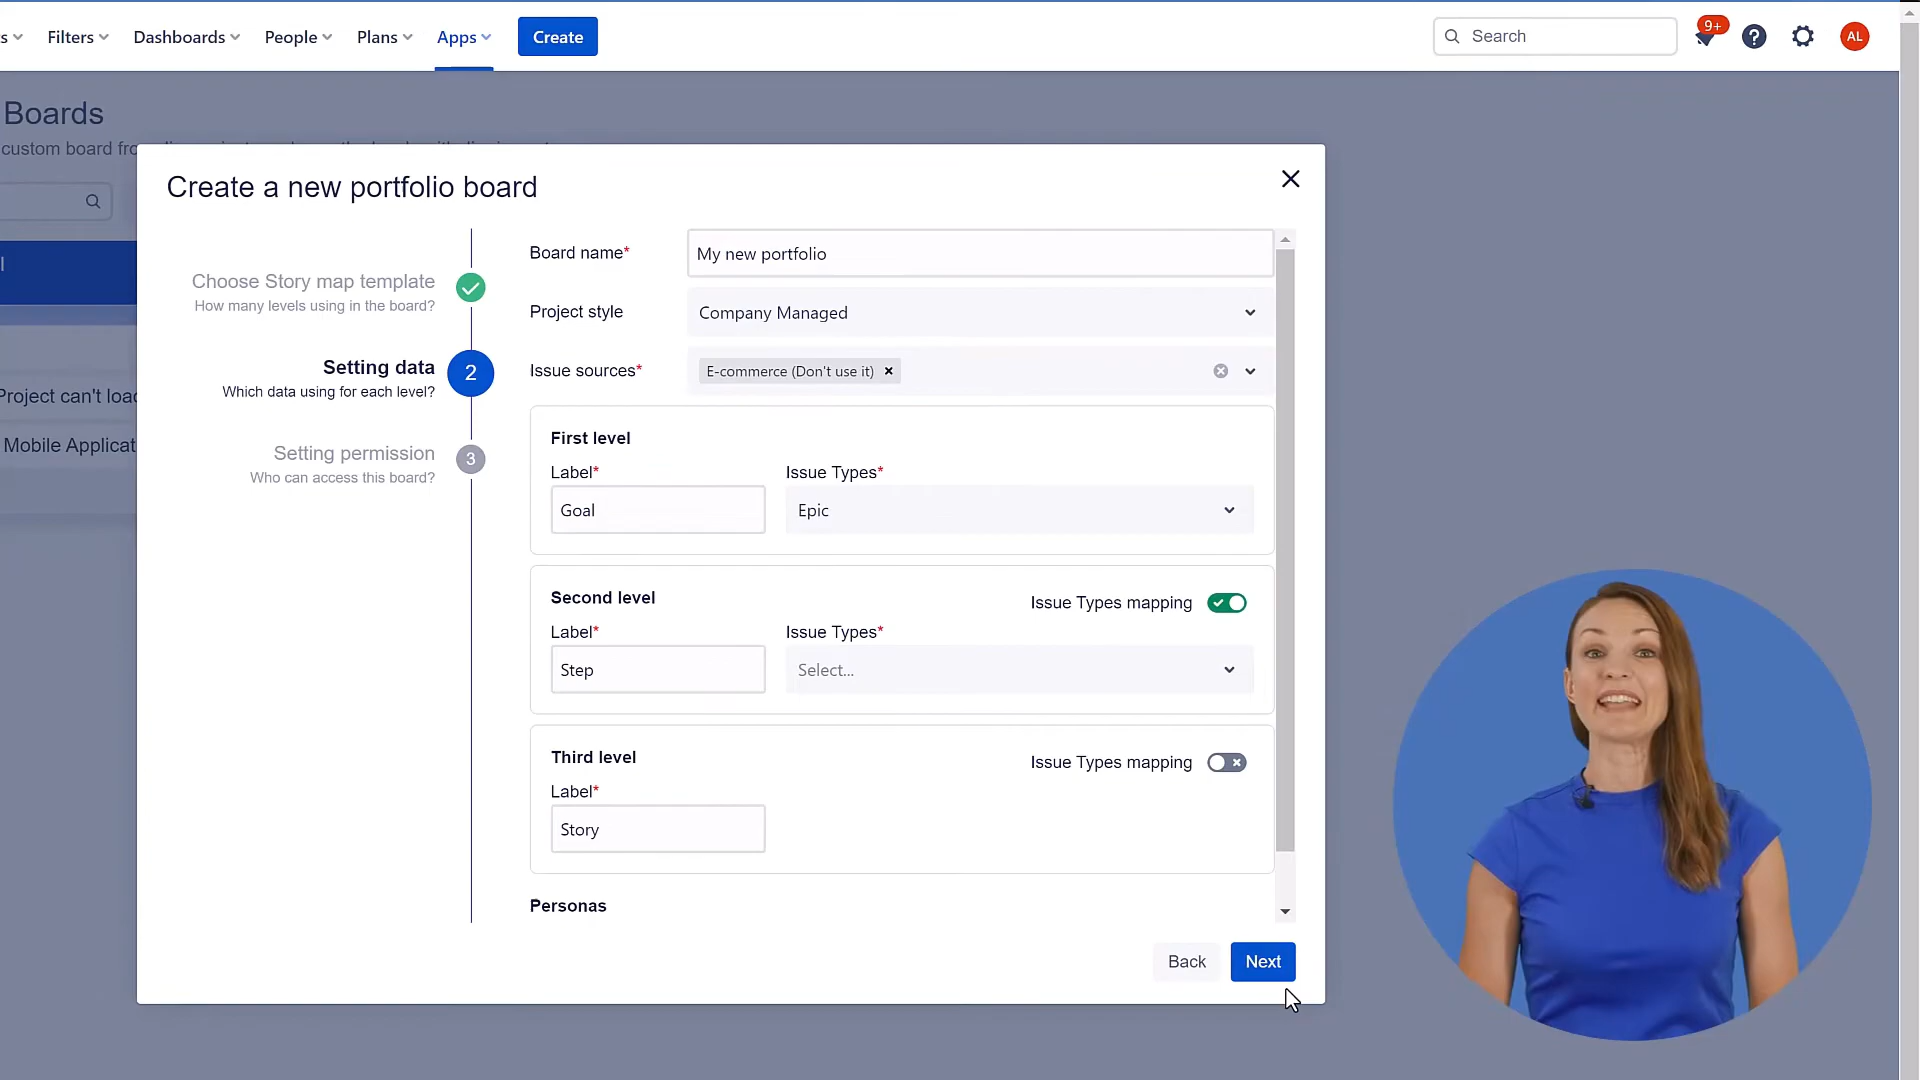 s
Filters
Dashboards
People
Plans
Apps
Create
Search
9+
AL
Boards
Create a new portfolio board
Choose Story map template
How many levels using in the board?
Setting data
Which data using for each level?
2
Setting permission
Who can access this board?
3
Project can't load
Mobile Applicat
Board name*
My new portfolio
Project style
Company Managed
Issue sources*
E-commerce (Don't use it)
First level
Label*
Issue Types*
Goal
Epic
Second level
Issue Types mapping
Label*
Issue Types*
Step
Select...
Third level
Issue Types mapping
Label*
Story
Personas
Back
Next